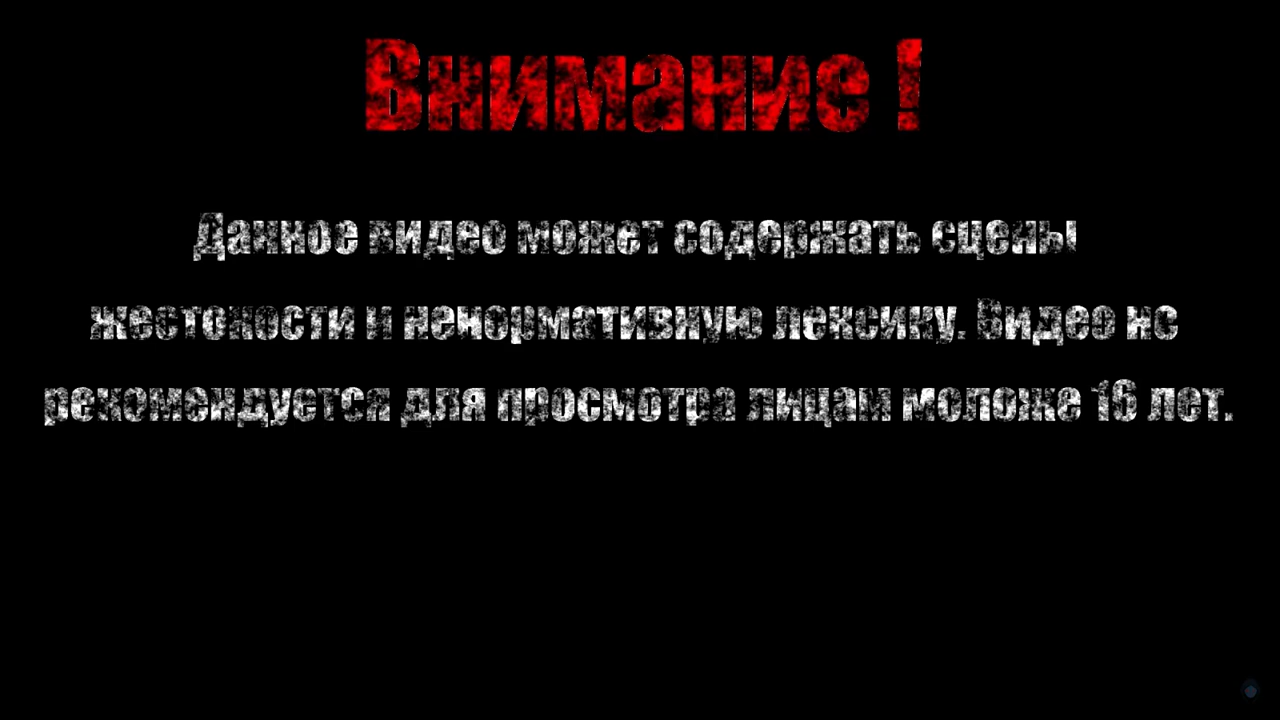 Внимание !
Данное видео может содержать сцены
жестокости и ненормативную лексику. Видео не
рекомендуется для просмотра лицам моложе 16 лет.